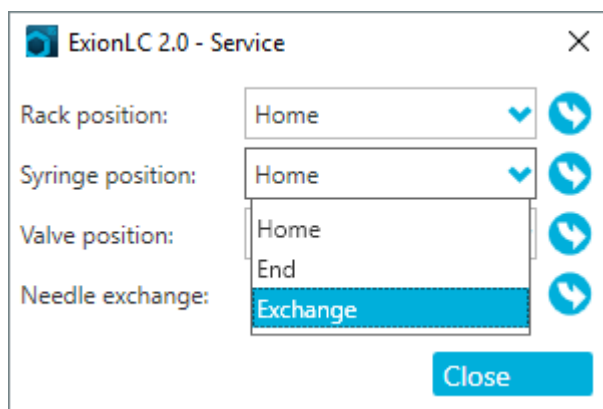 ExionLC 2.0 - Service
Rack position:
Home
Syringe position:
Home
Home
Valve position:
End
Needle exchange:
Exchange
Close